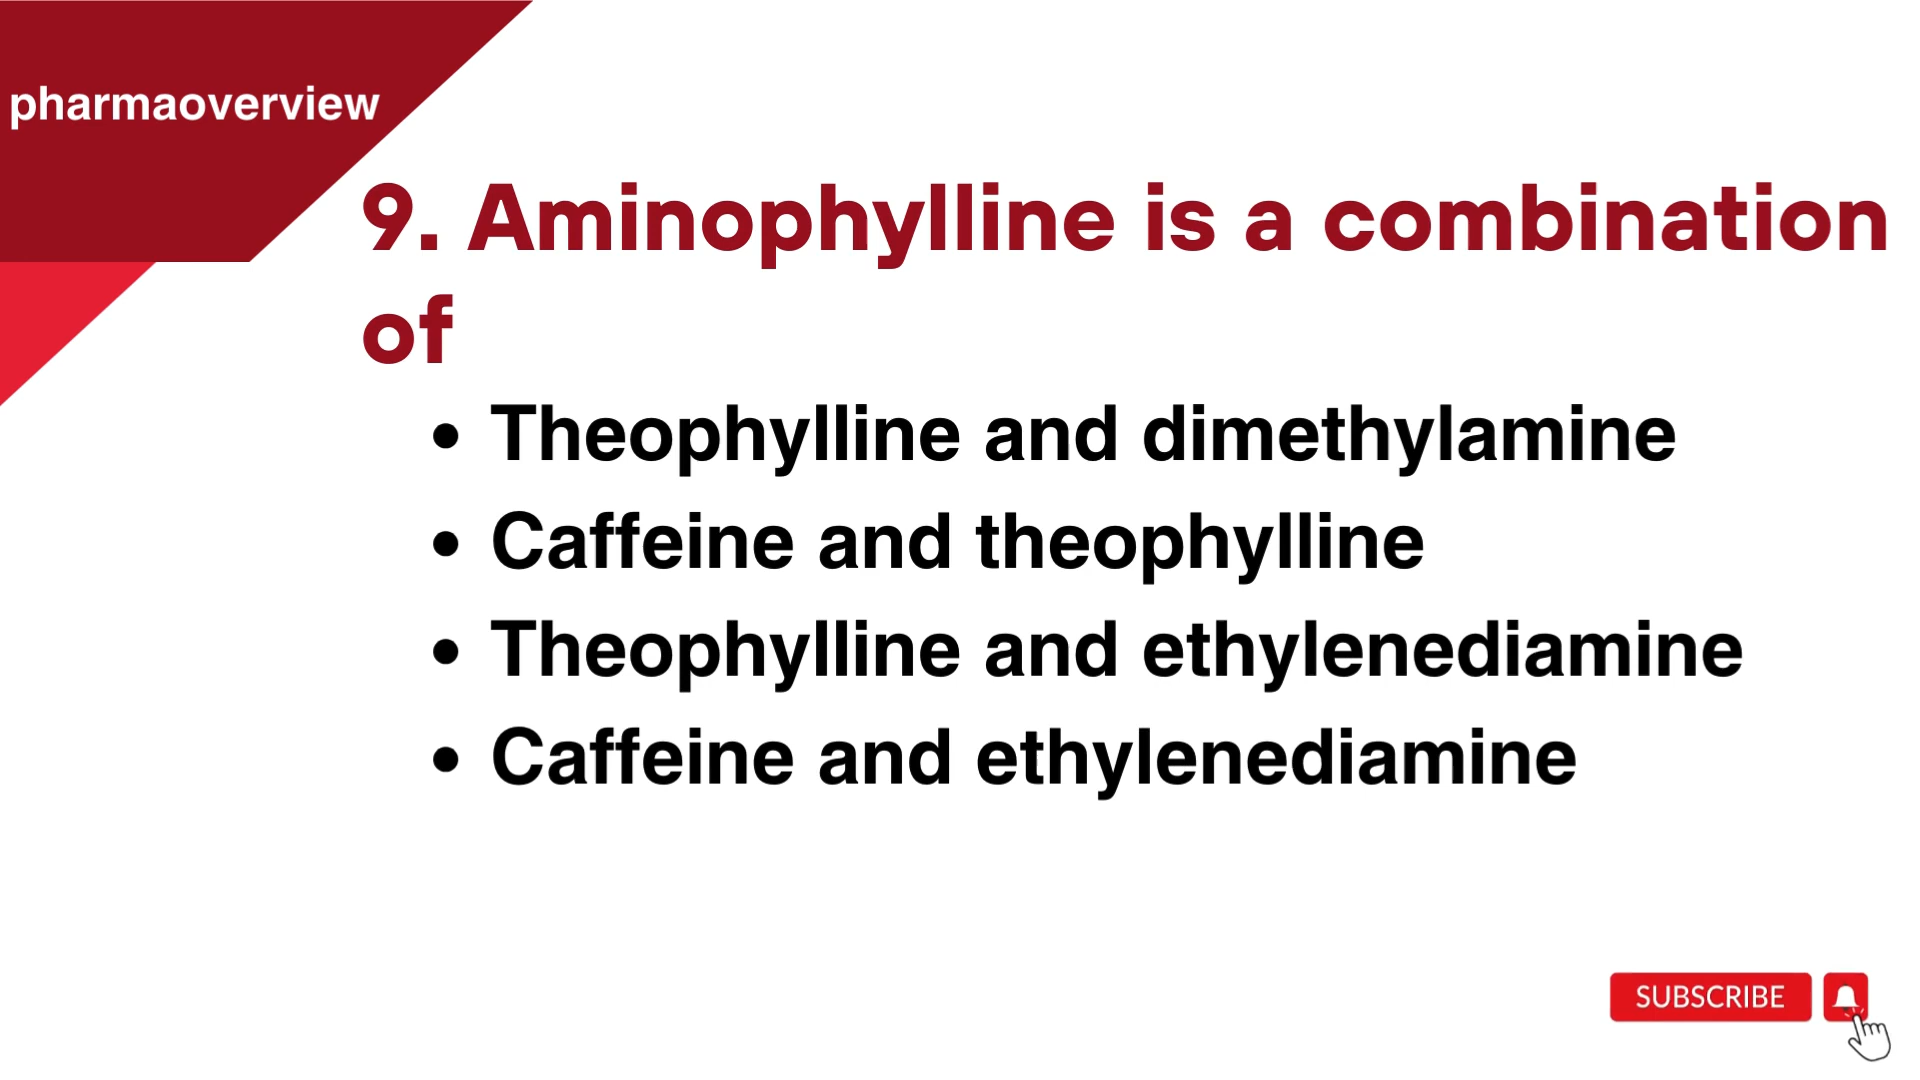 pharmaoverview
9. Aminophylline is a combination
of
• Theophylline and dimethylamine
• Caffeine and theophylline
• Theophylline and ethylenediamine
• Caffeine and ethylenediamine
SUBSCRIBE